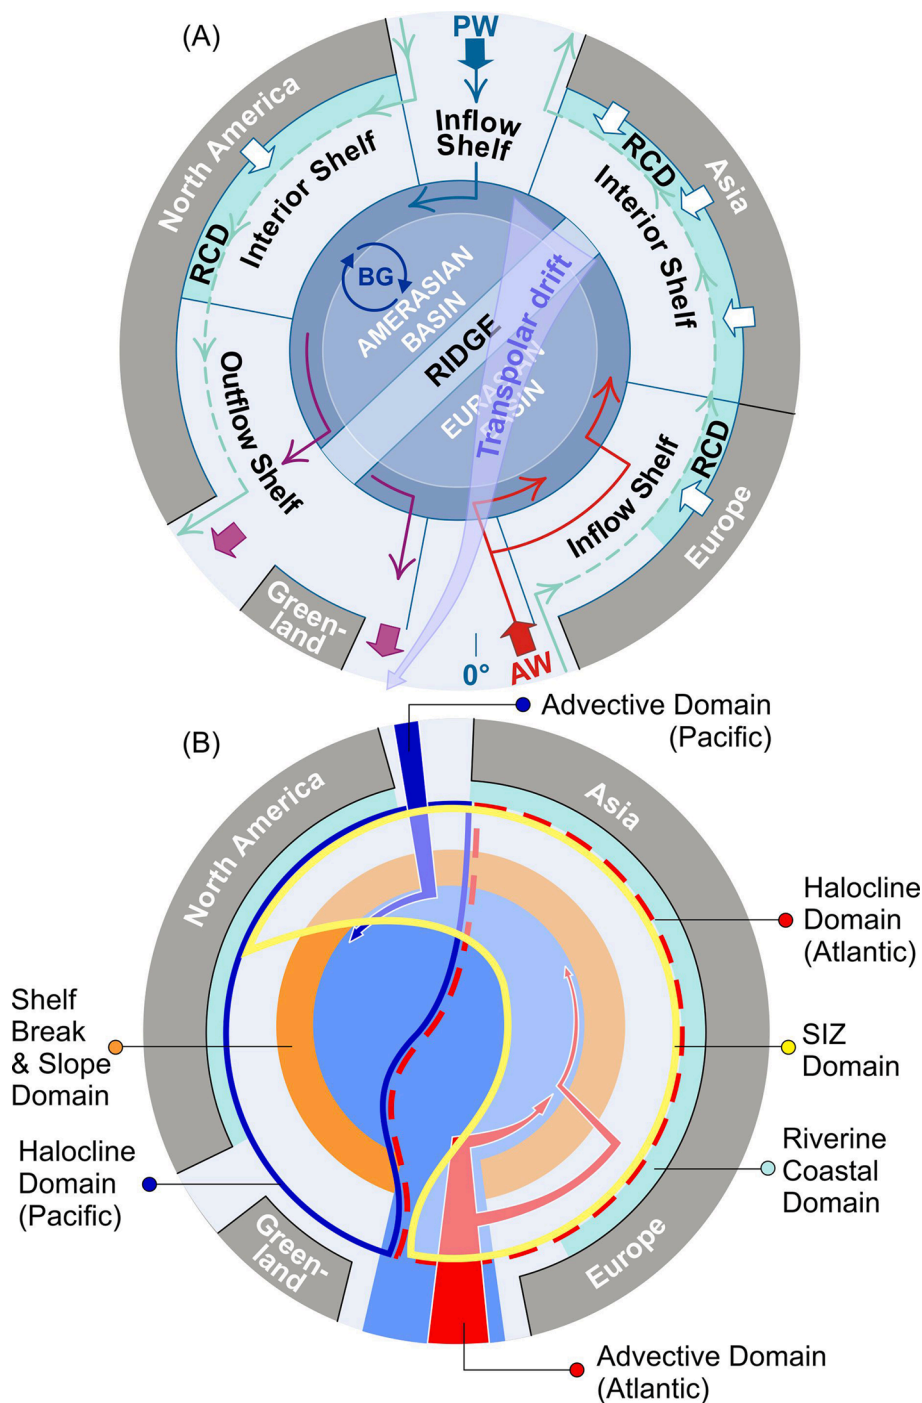 (A)
PW
Inflow
Shelf
North America
Interior Shelf
RCD
RCD
Asia
Interior Shelf
BG
AMERASIAN
BASIN
RIDGE
Transpolar drift
EURASIAN
BASIN
Outflow Shelf
Inflow Shelf
RCD
Europe
Green-
land
0°
AW
(B)
Advective Domain
(Pacific)
North America
Asia
Halocline
Domain
(Atlantic)
Shelf
Break
& Slope
Domain
SIZ
Domain
Halocline
Domain
(Pacific)
Riverine
Coastal
Domain
Green-
land
Europe
Advective Domain
(Atlantic)